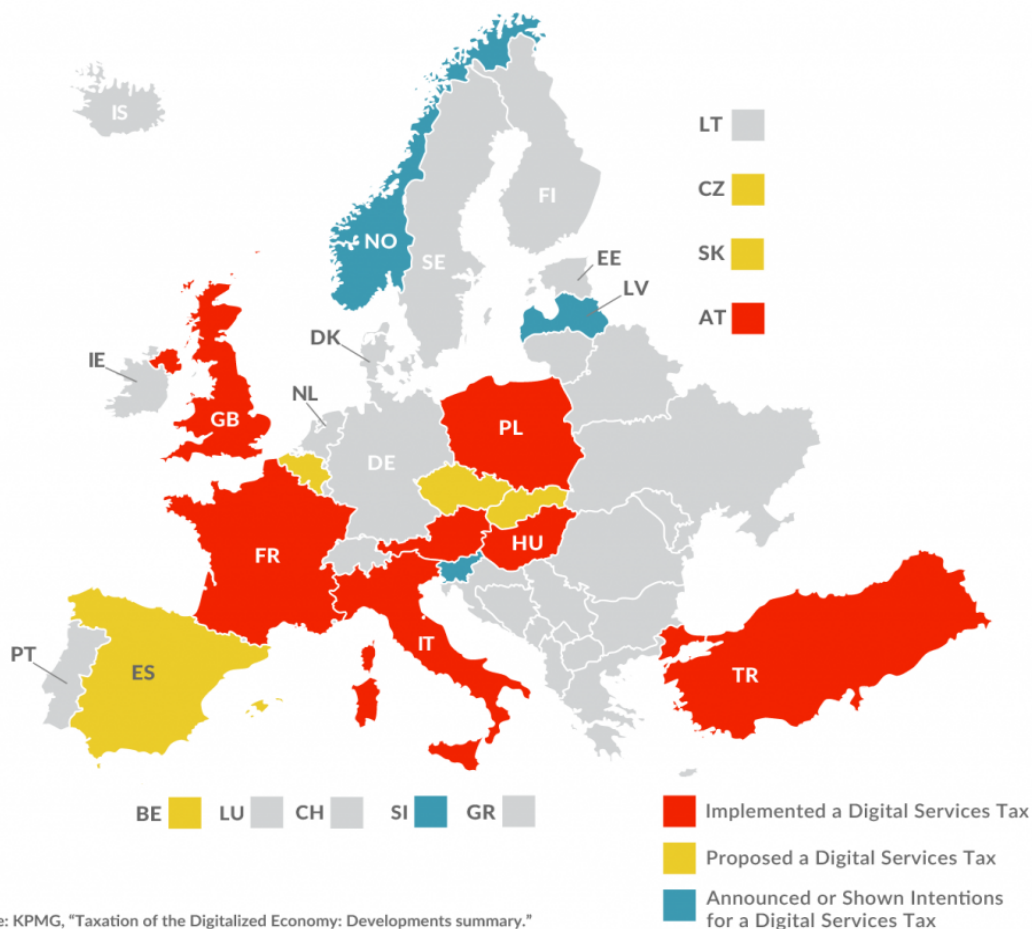 IS
LT
CZ
FI
NO
SK
SE
EE
LV
AT
DK
IE
NL
GB
PL
DE
HU
FR
IT
PT
ES
TR
BE
LU
CH
SI
GR
Implemented a Digital Services Tax
Proposed a Digital Services Tax
Announced or Shown Intentions
for a Digital Services Tax
e: KPMG, “Taxation of the Digitalized Economy: Developments summary.”